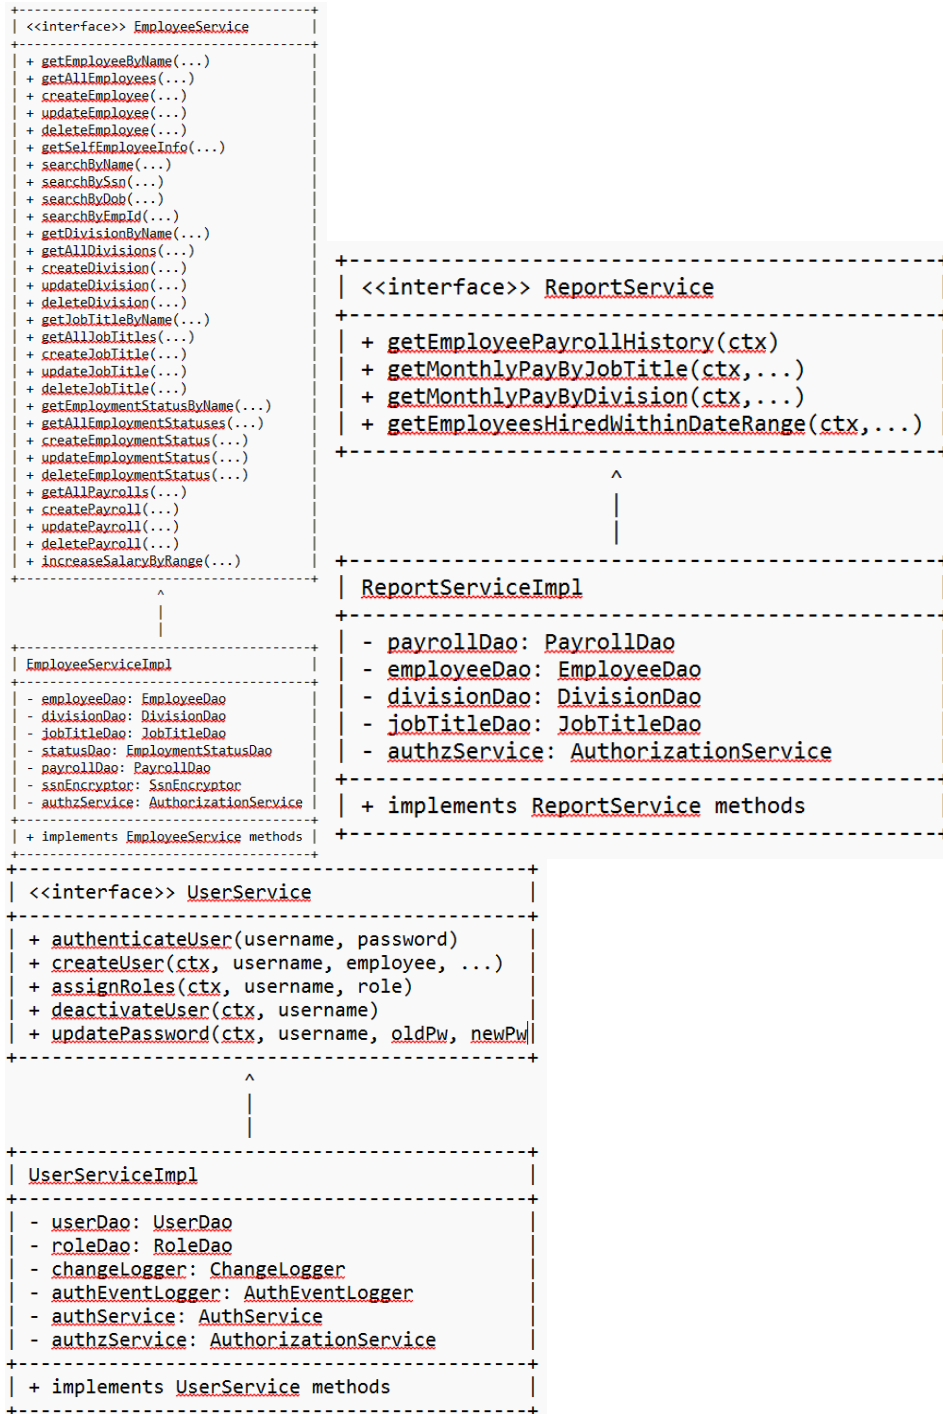 +---------------------------------------+
| <<interface>> EmployeeService |
+---------------------------------------+
| + getEmployeeByName(...) |
| + getAllEmployees(...) |
| + createEmployee(...) |
| + updateEmployee(...) |
| + deleteEmployee(...) |
| + getSelfEmployeeInfo(...) |
| + searchByName(...) |
| + searchBySsn(...) |
| + searchByDob(...) |
| + searchByEmpId(...) |
| + getDivisionByName(...) |
| + getAllDivisions(...) |
| + createDivision(...) |
| + updateDivision(...) |
| + deleteDivision(...) |
| + getJobTitleByName(...) |
| + getAllJobTitles(...) |
| + createJobTitle(...) |
| + updateJobTitle(...) |
| + deleteJobTitle(...) |
| + getEmploymentStatusByName(...) |
| + getAllEmploymentStatuses(...) |
| + createEmploymentStatus(...) |
| + updateEmploymentStatus(...) |
| + deleteEmploymentStatus(...) |
| + getAllPayrolls(...) |
| + createPayroll(...) |
| + updatePayroll(...) |
| + deletePayroll(...) |
| + increaseSalaryByRange(...) |
+---------------------------------------+
^
|
|
+---------------------------------------+
| EmployeeServiceImpl |
+---------------------------------------+
| - employeeDao: EmployeeDao |
| - divisionDao: DivisionDao |
| - jobTitleDao: JobTitleDao |
| - statusDao: EmploymentStatusDao |
| - payrollDao: PayrollDao |
| - ssnEncryptor: SsnEncryptor |
| - authzService: AuthorizationService |
+---------------------------------------+
| + implements EmployeeService methods |
+---------------------------------------+
+---------------------------------------------+
| <<interface>> ReportService |
+---------------------------------------------+
| + getEmployeePayrollHistory(ctx) |
| + getMonthlyPayByJobTitle(ctx,...) |
| + getMonthlyPayByDivision(ctx,...) |
| + getEmployeesHiredWithinDateRange(ctx,...) |
+---------------------------------------------+
^
|
|
+---------------------------------------------+
| ReportServiceImpl |
+---------------------------------------------+
| - payrollDao: PayrollDao |
| - employeeDao: EmployeeDao |
| - divisionDao: DivisionDao |
| - jobTitleDao: JobTitleDao |
| - authzService: AuthorizationService |
+---------------------------------------------+
| + implements ReportService methods |
+---------------------------------------------+
+---------------------------------------------+
| <<interface>> UserService |
+---------------------------------------------+
| + authenticateUser(username, password) |
| + createUser(ctx, username, employee, ...) |
| + assignRoles(ctx, username, role) |
| + deactivateUser(ctx, username) |
| + updatePassword(ctx, username, oldPw, newPw|
+---------------------------------------------+
^
|
|
+---------------------------------------------+
| UserServiceImpl |
+---------------------------------------------+
| - userDao: UserDao |
| - roleDao: RoleDao |
| - changeLogger: ChangeLogger |
| - authEventLogger: AuthEventLogger |
| - authService: AuthService |
| - authzService: AuthorizationService |
+---------------------------------------------+
| + implements UserService methods |
+---------------------------------------------+